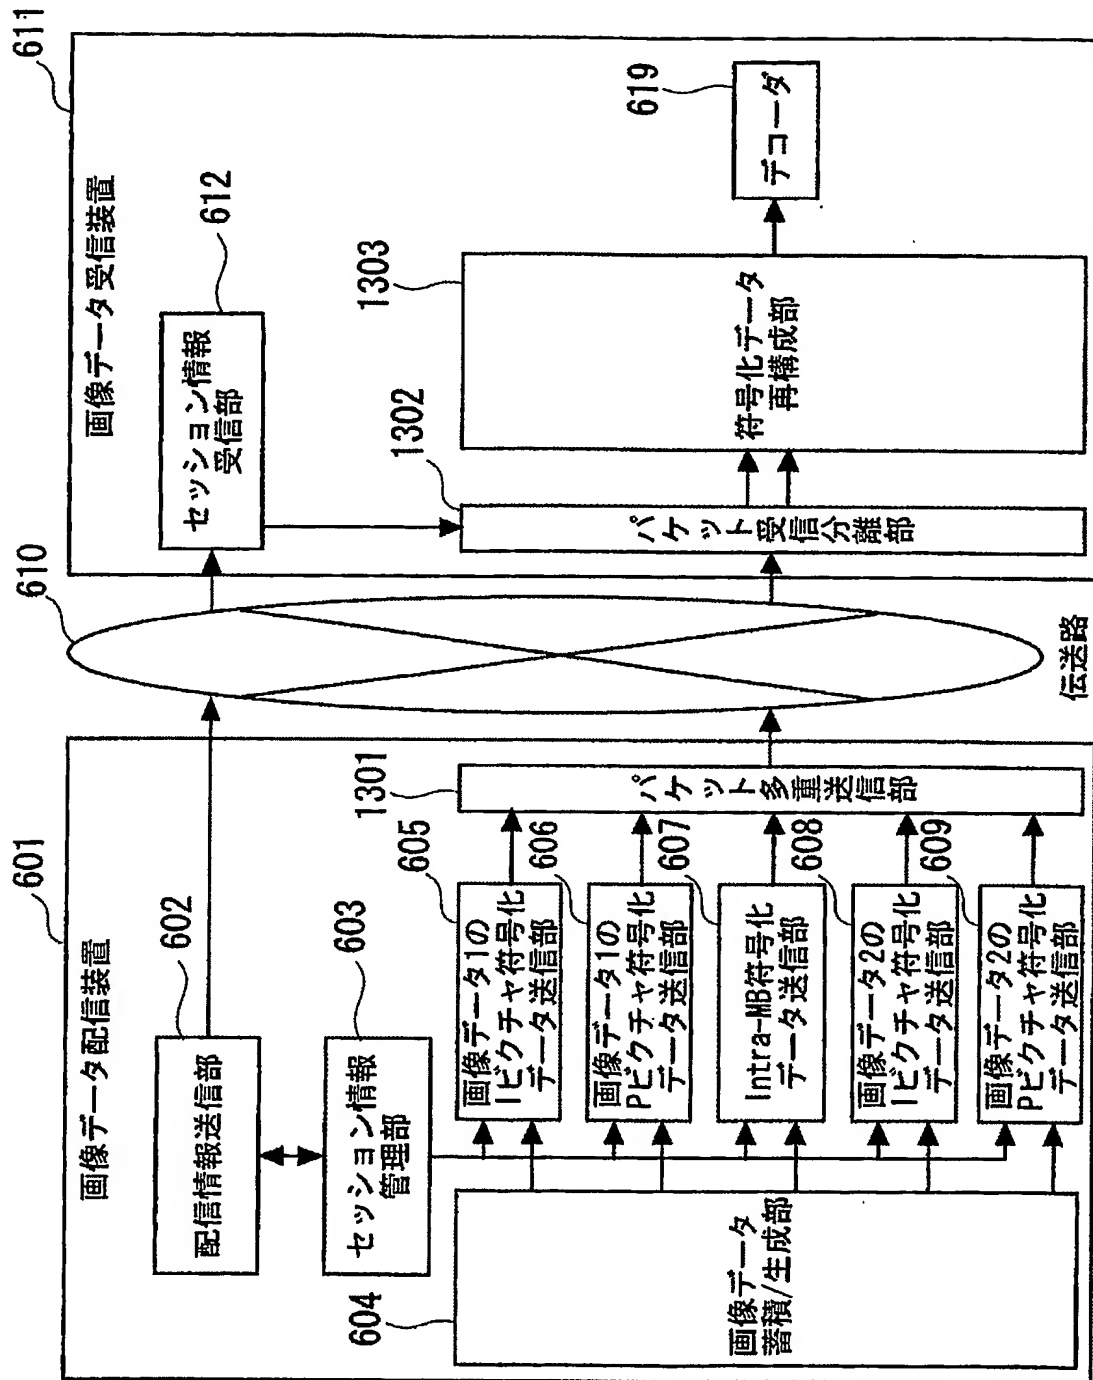 601
画像データ配信装置
602
配信情報送信部
603
セッション情報
管理部
604
画像データ
蓄積/生成部
605
画像データ1の
Iピクチャ符号化
データ送信部
606
画像データ1の
Pピクチャ符号化
データ送信部
607
Intra-MB符号化
データ送信部
608
画像データ2の
Iピクチャ符号化
データ送信部
609
画像データ2の
Pピクチャ符号化
データ送信部
1301
パケット多重送信部
610
伝送路
611
画像データ受信装置
612
セッション情報
受信部
1302
パケット受信分離部
1303
符号化データ
再構成部
619
デコーダ